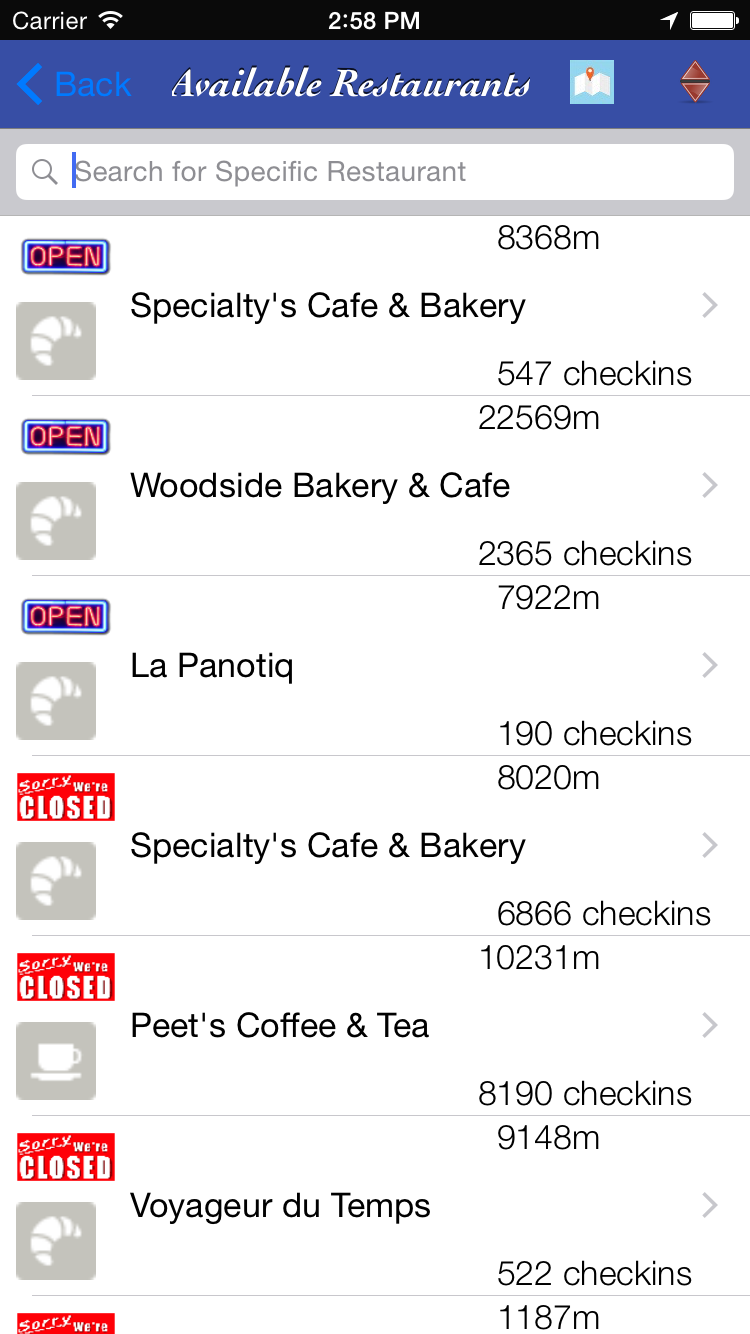 Carrier 2:58 PM
Back Available Restaurants
Search for Specific Restaurant
OPEN 8368m
Specialty's Cafe & Bakery
547 checkins
OPEN 22569m
Woodside Bakery & Cafe
2365 checkins
OPEN 7922m
La Panotiq
190 checkins
Sorry We're 8020m
CLOSED
Specialty's Cafe & Bakery
6866 checkins
Sorry We're 10231m
CLOSED
Peet's Coffee & Tea
8190 checkins
Sorry We're 9148m
CLOSED
Voyageur du Temps
522 checkins
Sorry We're 1187m